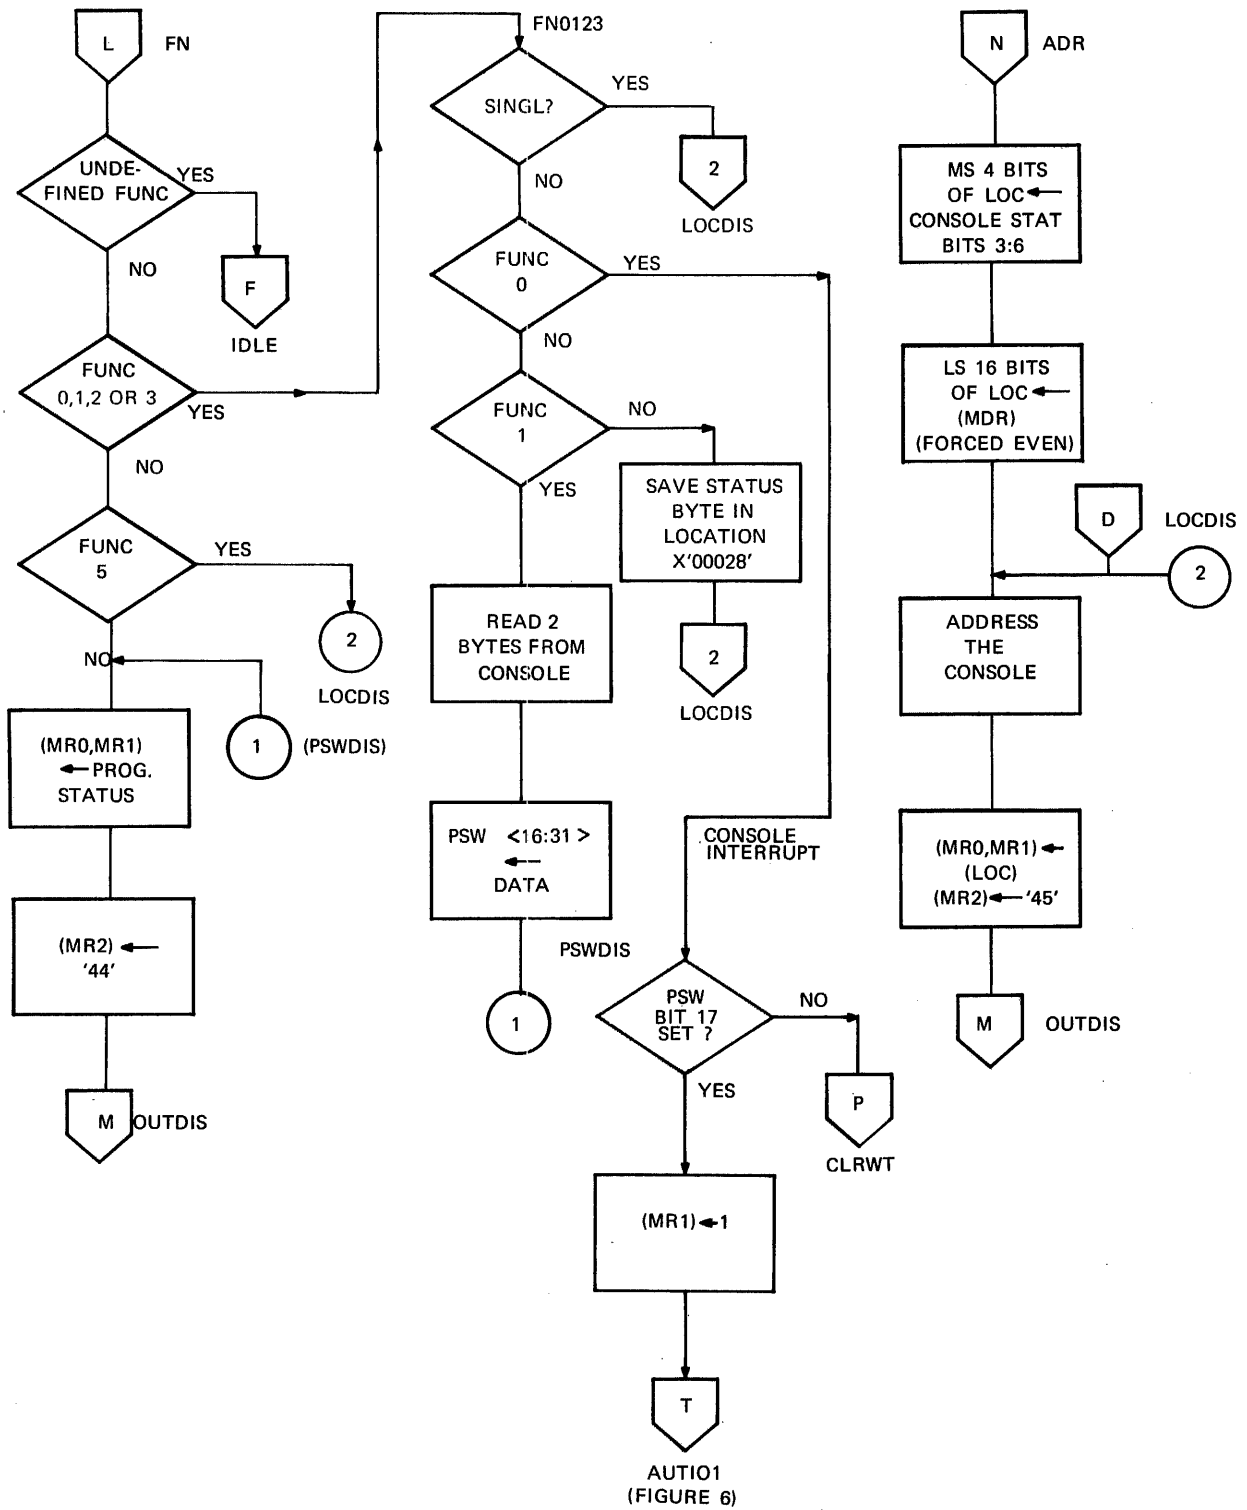 L
FN
UNDE-
FINED FUNC
YES
NO
F
IDLE
FUNC
0,1,2 OR 3
YES
NO
FUNC
5
YES
2
LOCDIS
NO
1
(PSWDIS)
(MR0,MR1)
←PROG.
STATUS
(MR2)←
'44'
M
OUTDIS
FN0123
SINGL?
YES
2
LOCDIS
NO
FUNC
0
YES
NO
FUNC
1
NO
YES
SAVE STATUS
BYTE IN
LOCATION
X'00028'
2
LOCDIS
READ 2
BYTES FROM
CONSOLE
PSW <16:31>
←
DATA
PSWDIS
1
CONSOLE
INTERRUPT
PSW
BIT 17
SET ?
NO
P
CLRWT
YES
(MR1)←1
T
AUTIO1
(FIGURE 6)
N
ADR
MS 4 BITS
OF LOC←
CONSOLE STAT
BITS 3:6
LS 16 BITS
OF LOC←
(MDR)
(FORCED EVEN)
D
LOCDIS
2
ADDRESS
THE
CONSOLE
(MR0,MR1)←
(LOC)
(MR2)←'45'
M
OUTDIS